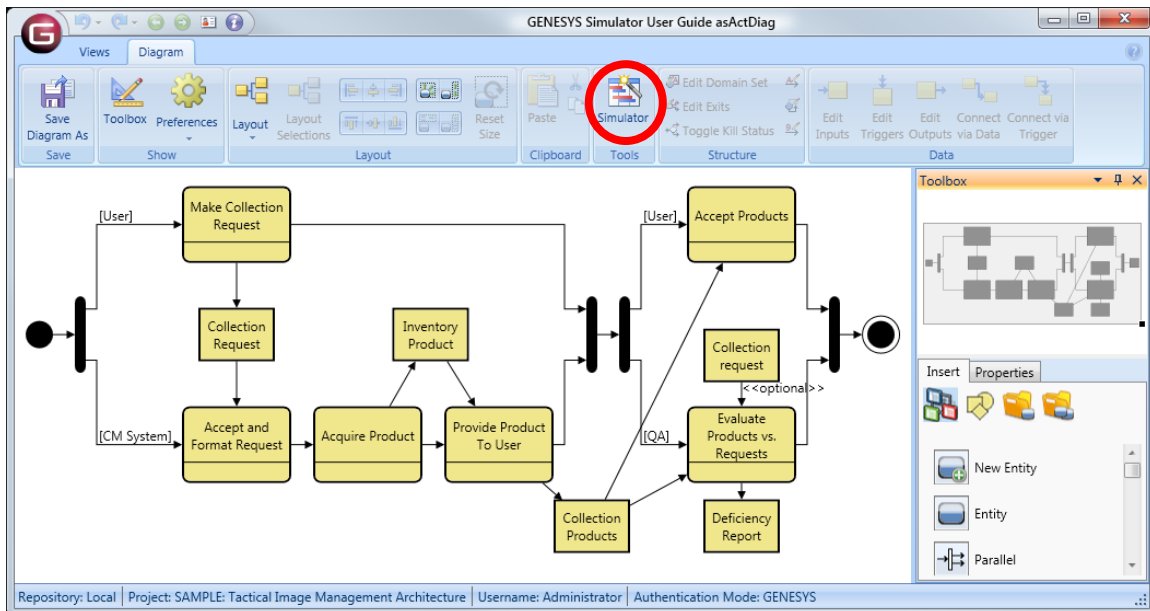 GENESYS Simulator User Guide asActDiag
G
Views
Diagram
Save
Diagram As
Toolbox
Preferences
Layout
Layout
Selections
Reset
Size
Paste
Simulator
Edit Domain Set
Edit Exits
Toggle Kill Status
Edit
Inputs
Edit
Triggers
Edit
Outputs
Connect
via Data
Connect via
Trigger
Save
Show
Layout
Clipboard
Tools
Structure
Data
[User]
Make Collection
Request
[User]
Accept Products
Collection
Request
Inventory
Product
Collection
request
<<optional>>
[CM System]
Accept and
Format Request
Acquire Product
Provide Product
To User
[QA]
Evaluate
Products vs.
Requests
Collection
Products
Deficiency
Report
Toolbox
Insert
Properties
New Entity
Entity
Parallel
Repository: Local
Project: SAMPLE: Tactical Image Management Architecture
Username: Administrator
Authentication Mode: GENESYS